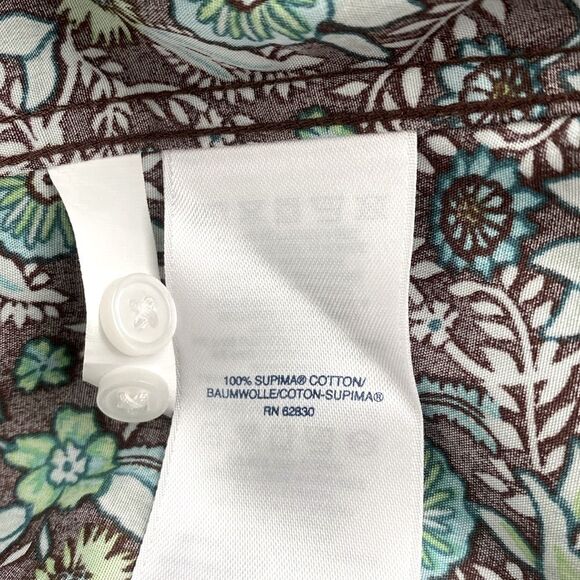 100% SUPIMA® COTTON/
BAUMWOLLE/COTON-SUPIMA®
RN 62830